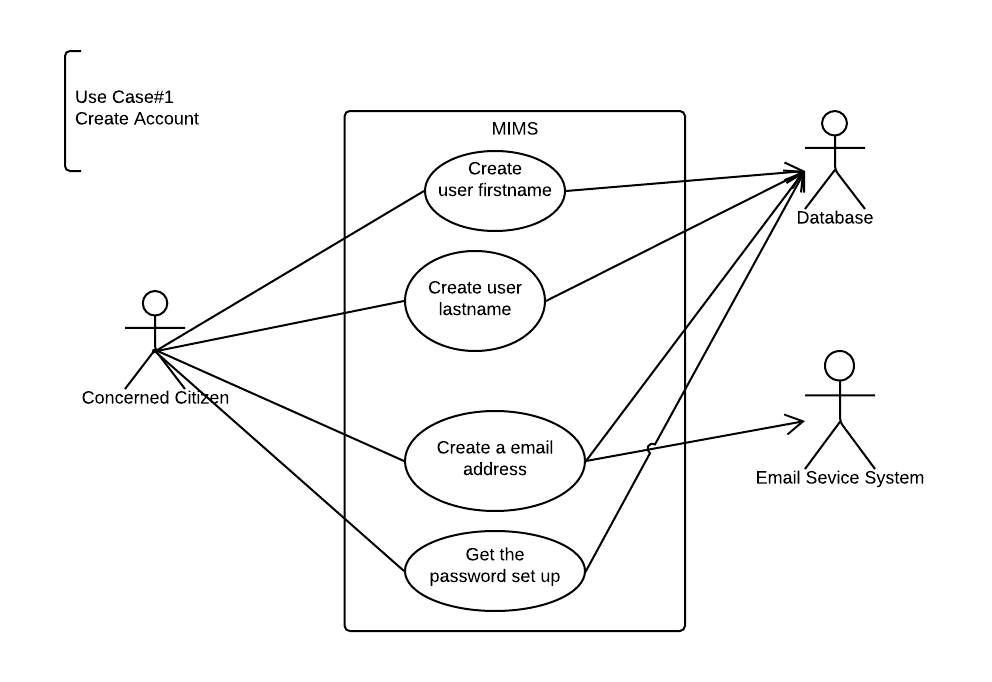 Use Case#1
Create Account
MIMS
Create
user firstname
Create user
lastname
Create a email
address
Get the
password set up
Concerned Citizen
Database
Email Sevice System